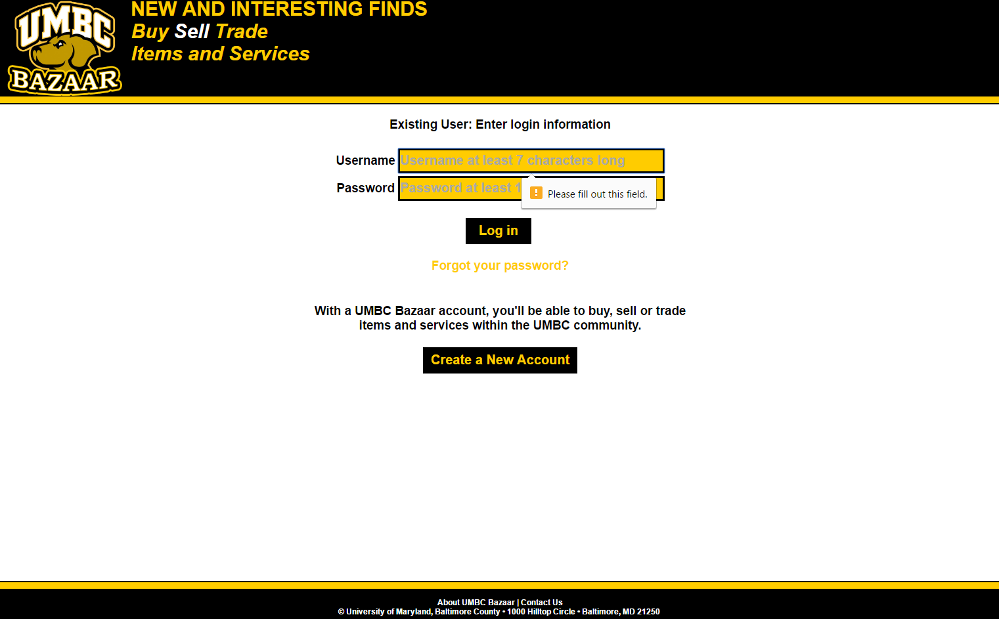 UMBC
BAZAAR
NEW AND INTERESTING FINDS
Buy Sell Trade
Items and Services
Existing User: Enter login information
Username Username at least 7 characters long
Password Password at least 1
Please fill out this field.
Log in
Forgot your password?
With a UMBC Bazaar account, you'll be able to buy, sell or trade
items and services within the UMBC community.
Create a New Account
About UMBC Bazaar | Contact Us
© University of Maryland, Baltimore County • 1000 Hilltop Circle • Baltimore, MD 21250